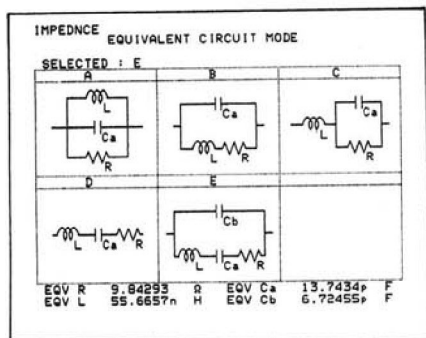 IMPEDNCE
EQUIVALENT CIRCUIT MODE
SELECTED : E
A B C
L
Ca
R
Ca
L R
Ca
L
R
D E
L Ca R
Cb
L Ca R
EQV R 9.84293 Ω EQV Ca 13.7434p F
EQV L 55.6657n H EQV Cb 6.72455p F